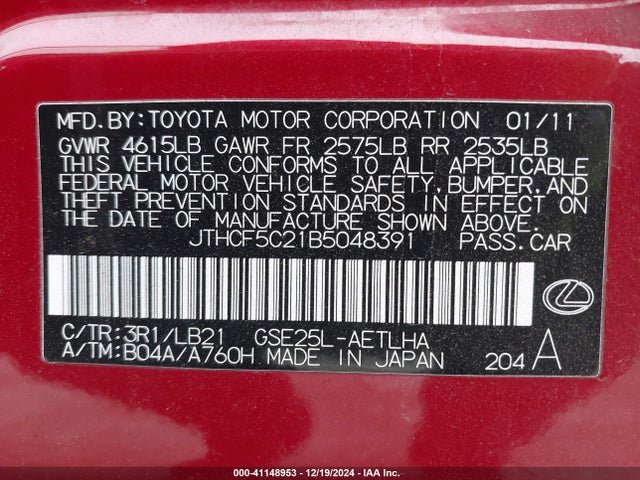 MFD.BY:TOYOTA MOTOR CORPORATION 01/11
GVWR 4615LB GAWR FR 2575LB RR 2535LB
THIS VEHICLE CONFORMS TO ALL APPLICABLE
FEDERAL MOTOR VEHICLE SAFETY,BUMPER,AND
THEFT PREVENTION STANDARDS IN EFFECT ON
THE DATE OF MANUFACTURE SHOWN ABOVE.
JTHCF5C21B5048391 PASS.CAR
C/TR:3R1/LB21 GSE25L-AETLHA
A/TM:B04A/A760H MADE IN JAPAN 204 A
000-41148953 - 12/19/2024 - IAA Inc.